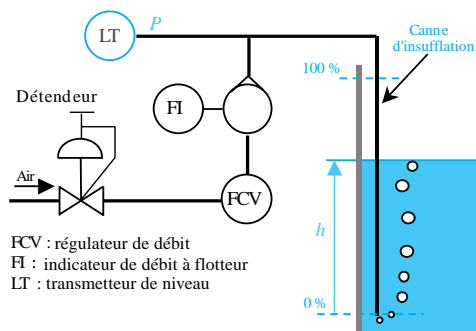 LT
P
Canne
d'insufflation
100 %
Détendeur
FI
Air
FCV
h
FCV : régulateur de débit
FI : indicateur de débit à flotteur
LT : transmetteur de niveau
0 %